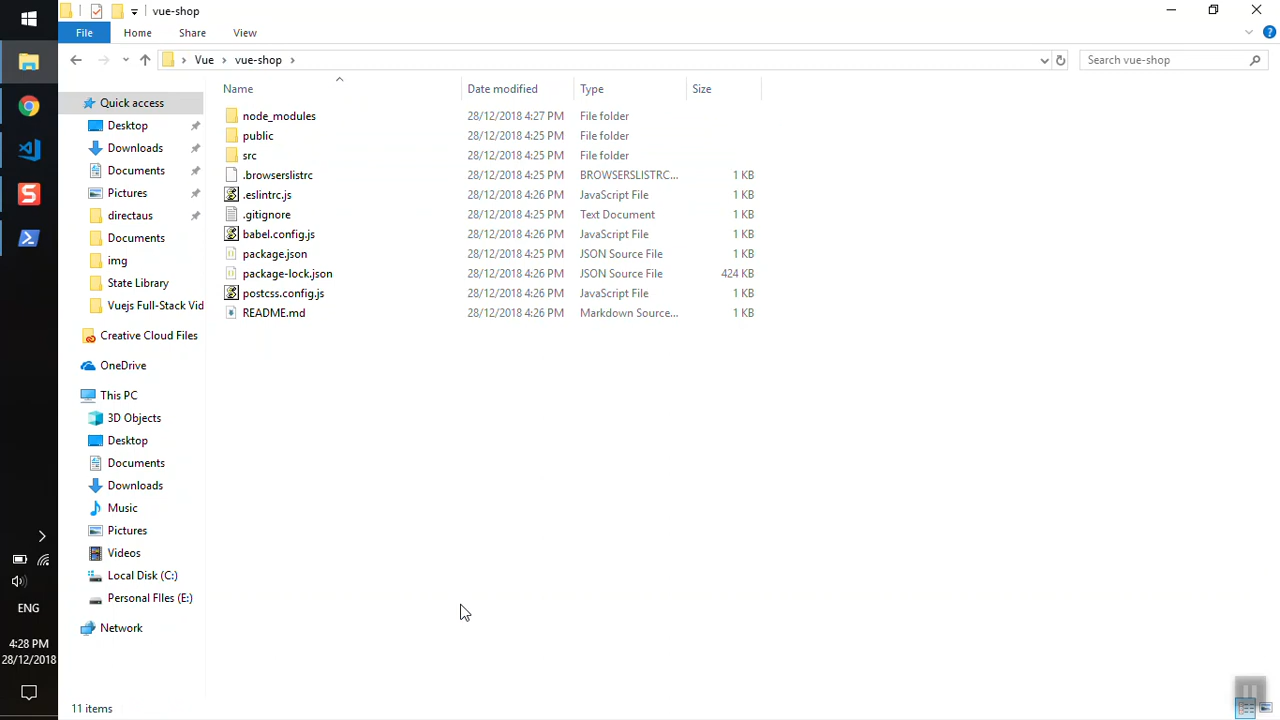 vue-shop
File Home Share View
Vue vue-shop Search vue-shop
Name Date modified Type Size
node_modules 28/12/2018 4:27 PM File folder
public 28/12/2018 4:25 PM File folder
src 28/12/2018 4:25 PM File folder
.browserslistrc 28/12/2018 4:25 PM BROWSERSLISTRC... 1 KB
.eslintrc.js 28/12/2018 4:26 PM JavaScript File 1 KB
.gitignore 28/12/2018 4:25 PM Text Document 1 KB
babel.config.js 28/12/2018 4:26 PM JavaScript File 1 KB
package.json 28/12/2018 4:25 PM JSON Source File 1 KB
package-lock.json 28/12/2018 4:26 PM JSON Source File 424 KB
postcss.config.js 28/12/2018 4:26 PM JavaScript File 1 KB
README.md 28/12/2018 4:26 PM Markdown Source... 1 KB
Quick access
Desktop
Downloads
Documents
Pictures
directaus
Documents
img
State Library
Vuejs Full-Stack Vid
Creative Cloud Files
OneDrive
This PC
3D Objects
Desktop
Documents
Downloads
Music
Pictures
Videos
Local Disk (C:)
Personal FIles (E:)
Network
11 items
ENG
4:28 PM
28/12/2018